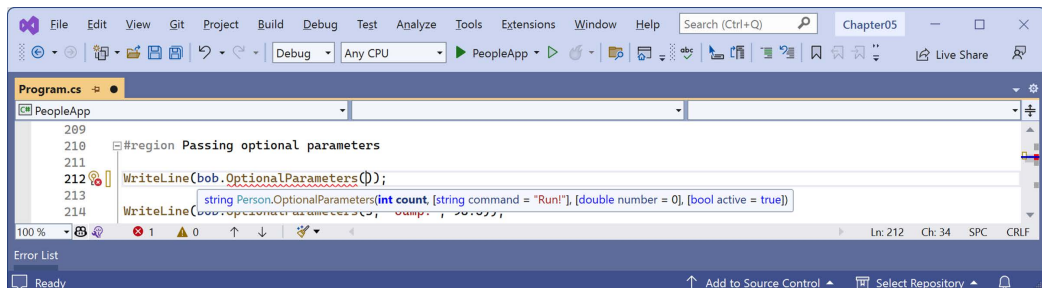 File Edit View Git Project Build Debug Test Analyze Tools Extensions Window Help Search (Ctrl+Q) Chapter05
Debug Any CPU PeopleApp Live Share
Program.cs
C# PeopleApp
209
210 #region Passing optional parameters
211
212 WriteLine(bob.OptionalParameters());
213 string Person.OptionalParameters(int count, [string command = "Run!"], [double number = 0], [bool active = true])
214 WriteLine(
100 % 1 0 Ln: 212 Ch: 34 SPC CRLF
Error List
Ready Add to Source Control Select Repository